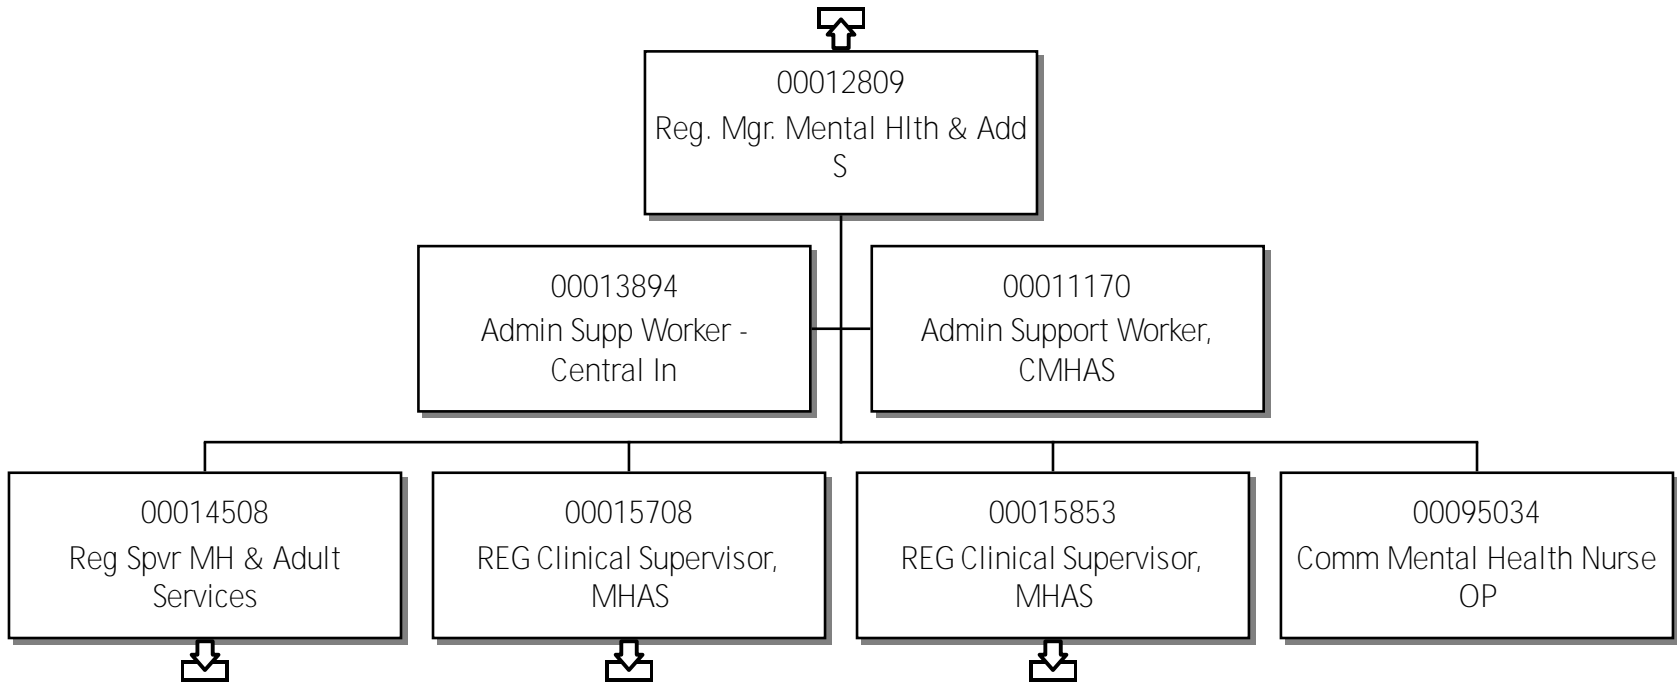 00012809
Reg. Mgr. Mental Hlth & Add
S
00013894
Admin Supp Worker -
Central In
00011170
Admin Support Worker,
CMHAS
00014508
Reg Spvr MH & Adult
Services
00015708
REG Clinical Supervisor,
MHAS
00015853
REG Clinical Supervisor,
MHAS
00095034
Comm Mental Health Nurse
OP